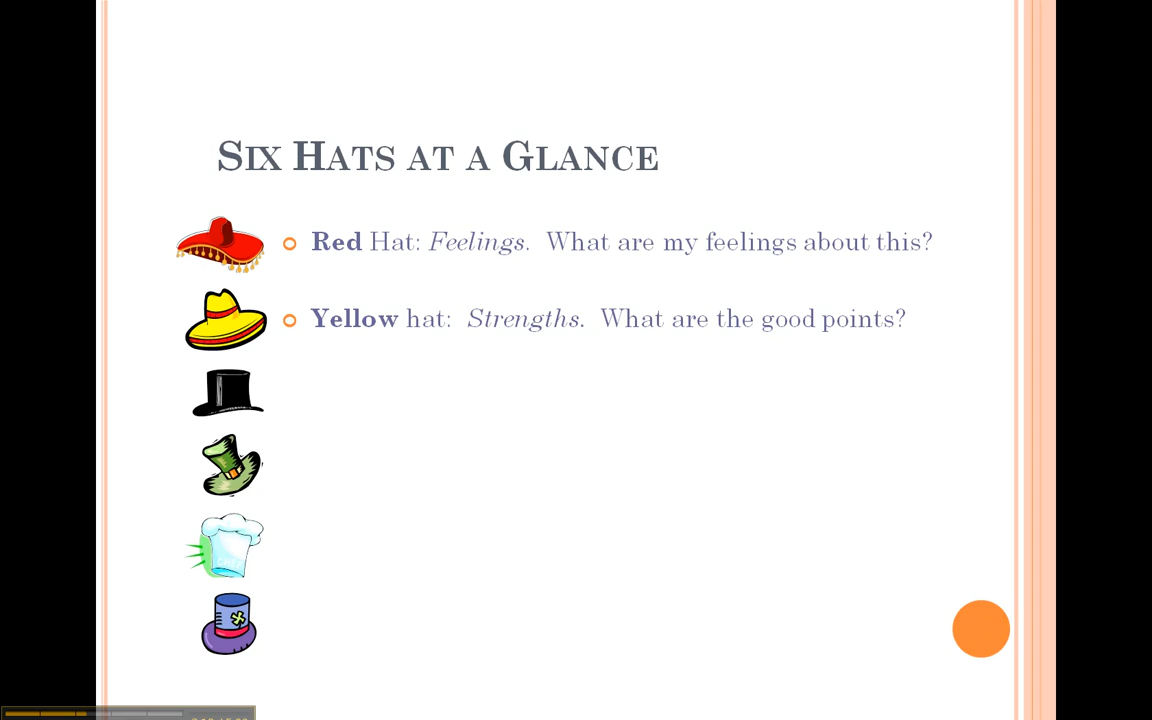 SIX HATS AT A GLANCE
Red Hat: Feelings. What are my feelings about this?
Yellow hat: Strengths. What are the good points?